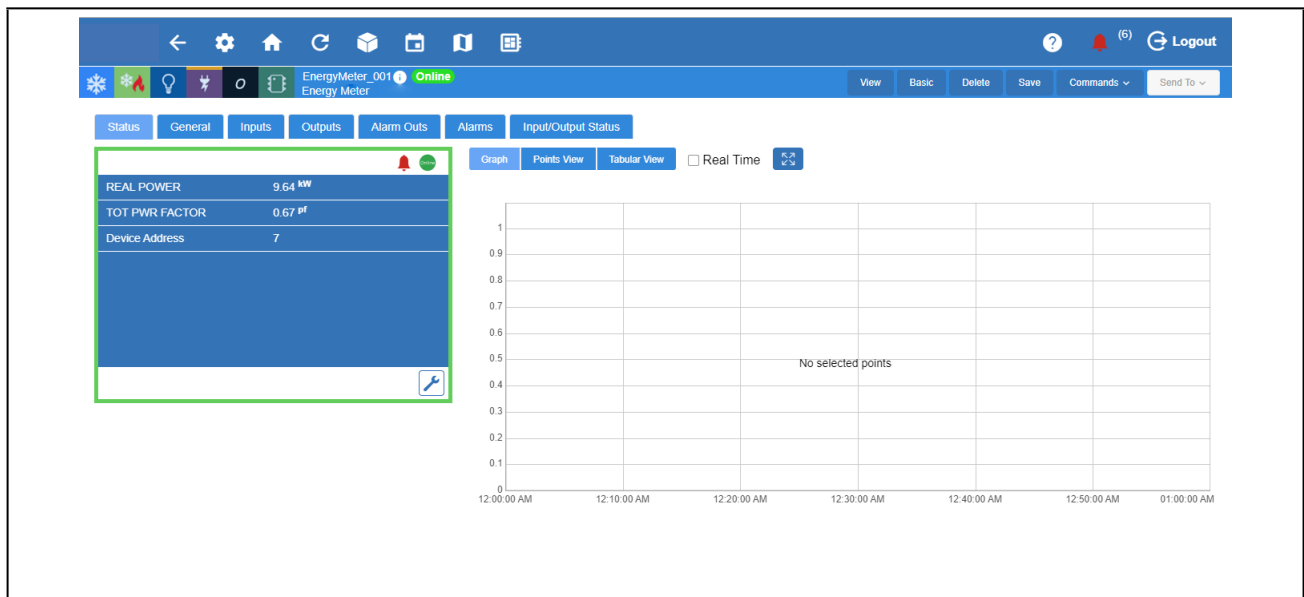 (6) Logout
o EnergyMeter_001 Online
Energy Meter
View Basic Delete Save Commands Send To
Status General Inputs Outputs Alarm Outs Alarms Input/Output Status
Graph Points View Tabular View Real Time
Online
REAL POWER 9.64 kW
TOT PWR FACTOR 0.67 pf
Device Address 7
1
0.9
0.8
0.7
0.6
0.5
No selected points
0.4
0.3
0.2
0.1
0
12:00:00 AM 12:10:00 AM 12:20:00 AM 12:30:00 AM 12:40:00 AM 12:50:00 AM 01:00:00 AM